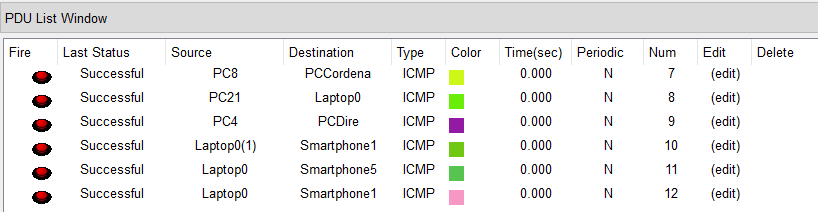 PDU List Window
Fire Last Status Source Destination Type Color Time(sec) Periodic Num Edit Delete
Successful PC8 PCCordena ICMP 0.000 N 7 (edit)
Successful PC21 Laptop0 ICMP 0.000 N 8 (edit)
Successful PC4 PCDire ICMP 0.000 N 9 (edit)
Successful Laptop0(1) Smartphone1 ICMP 0.000 N 10 (edit)
Successful Laptop0 Smartphone5 ICMP 0.000 N 11 (edit)
Successful Laptop0 Smartphone1 ICMP 0.000 N 12 (edit)